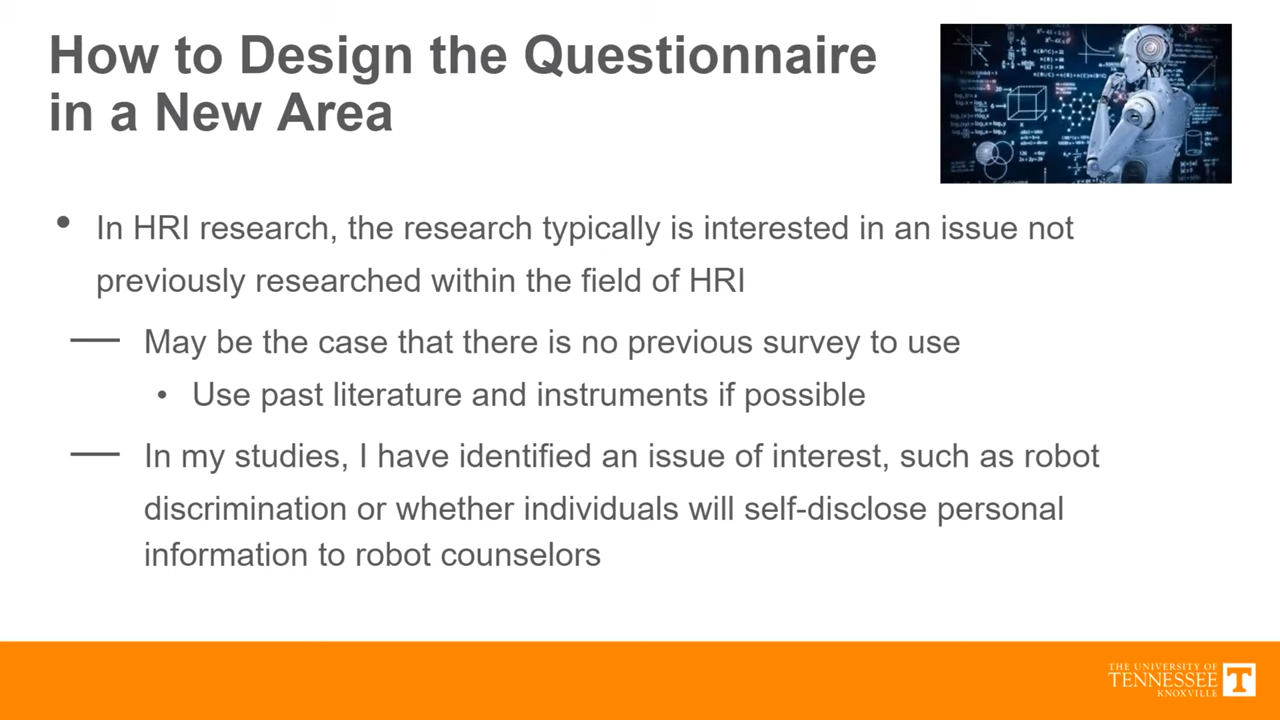 How to Design the Questionnaire
in a New Area
• In HRI research, the research typically is interested in an issue not
previously researched within the field of HRI
— May be the case that there is no previous survey to use
• Use past literature and instruments if possible
— In my studies, I have identified an issue of interest, such as robot
discrimination or whether individuals will self-disclose personal
information to robot counselors
THE UNIVERSITY OF
TENNESSEE
KNOXVILLE
T